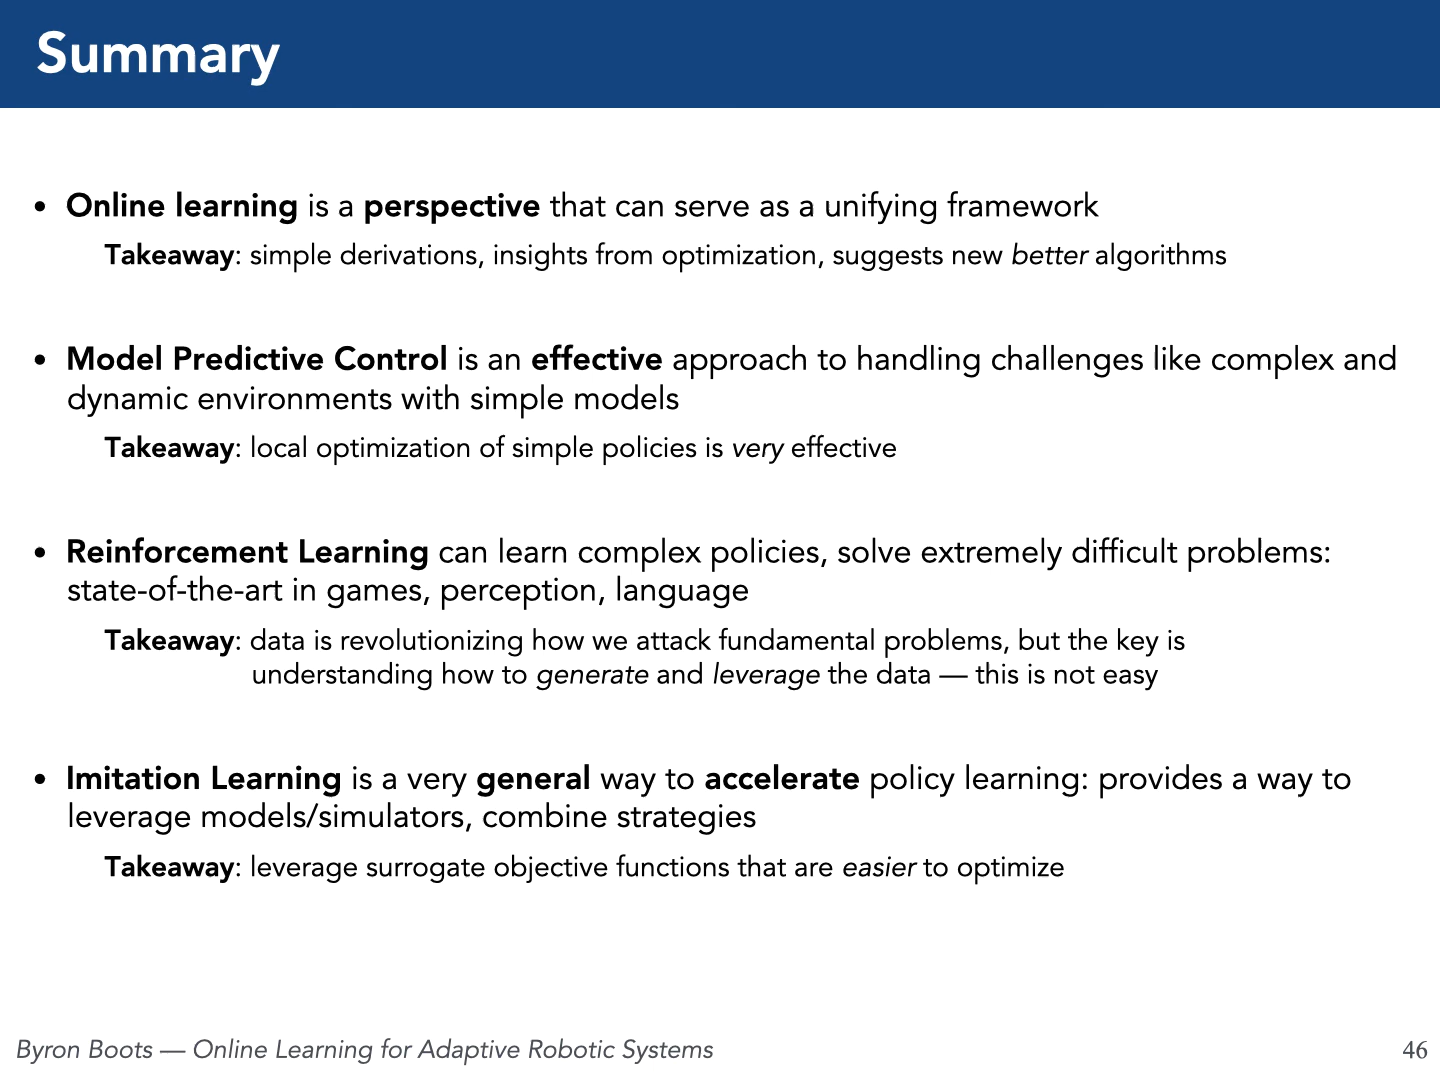 Summary
• Online learning is a perspective that can serve as a unifying framework
Takeaway: simple derivations, insights from optimization, suggests new better algorithms
• Model Predictive Control is an effective approach to handling challenges like complex and
dynamic environments with simple models
Takeaway: local optimization of simple policies is very effective
• Reinforcement Learning can learn complex policies, solve extremely difficult problems:
state-of-the-art in games, perception, language
Takeaway: data is revolutionizing how we attack fundamental problems, but the key is
understanding how to generate and leverage the data — this is not easy
• Imitation Learning is a very general way to accelerate policy learning: provides a way to
leverage models/simulators, combine strategies
Takeaway: leverage surrogate objective functions that are easier to optimize
Byron Boots — Online Learning for Adaptive Robotic Systems
46